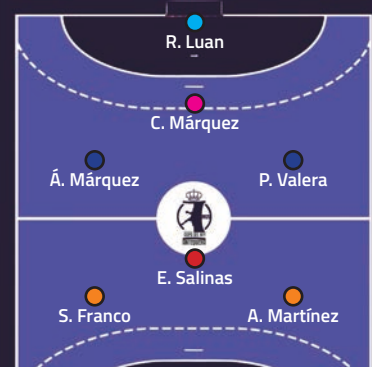 R. Luan
C. Márquez
Á. Márquez
P. Valera
E. Salinas
S. Franco
A. Martínez